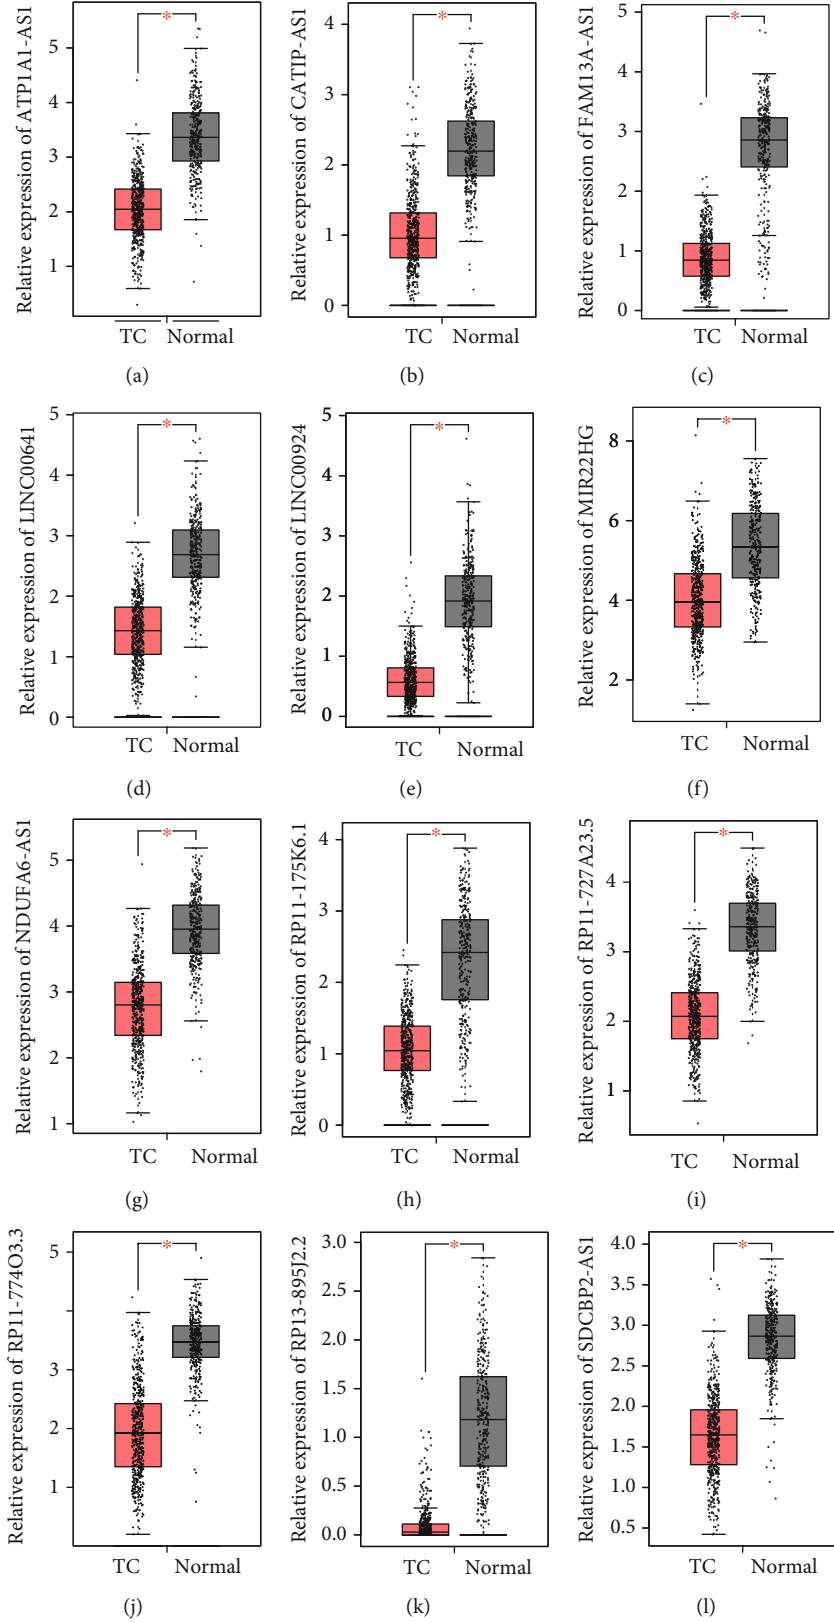 Relative expression of ATP1A1-AS1
5
4
3
2
1
*
TC
Normal
(a)
Relative expression of CATIP-AS1
4
3
2
1
0
*
TC
Normal
(b)
Relative expression of FAM13A-AS1
5
4
3
2
1
0
*
TC
Normal
(c)
Relative expression of LINC00641
5
4
3
2
1
0
*
TC
Normal
(d)
Relative expression of LINC00924
5
4
3
2
1
0
*
TC
Normal
(e)
Relative expression of MIR22HG
8
6
4
2
*
TC
Normal
(f)
Relative expression of NDUFA6-AS1
5
4
3
2
1
*
TC
Normal
(g)
Relative expression of RP11-175K6.1
4
3
2
1
0
*
TC
Normal
(h)
Relative expression of RP11-727A23.5
4
3
2
1
*
TC
Normal
(i)
Relative expression of RP11-774O3.3
5
3
2
1
*
TC
Normal
(j)
Relative expression of RP13-895J2.2
3.0
2.5
2.0
1.5
1.0
0.5
0.0
*
TC
Normal
(k)
Relative expression of SDCBP2-AS1
4.0
3.5
3.0
2.5
2.0
1.5
1.0
0.5
*
TC
Normal
(l)